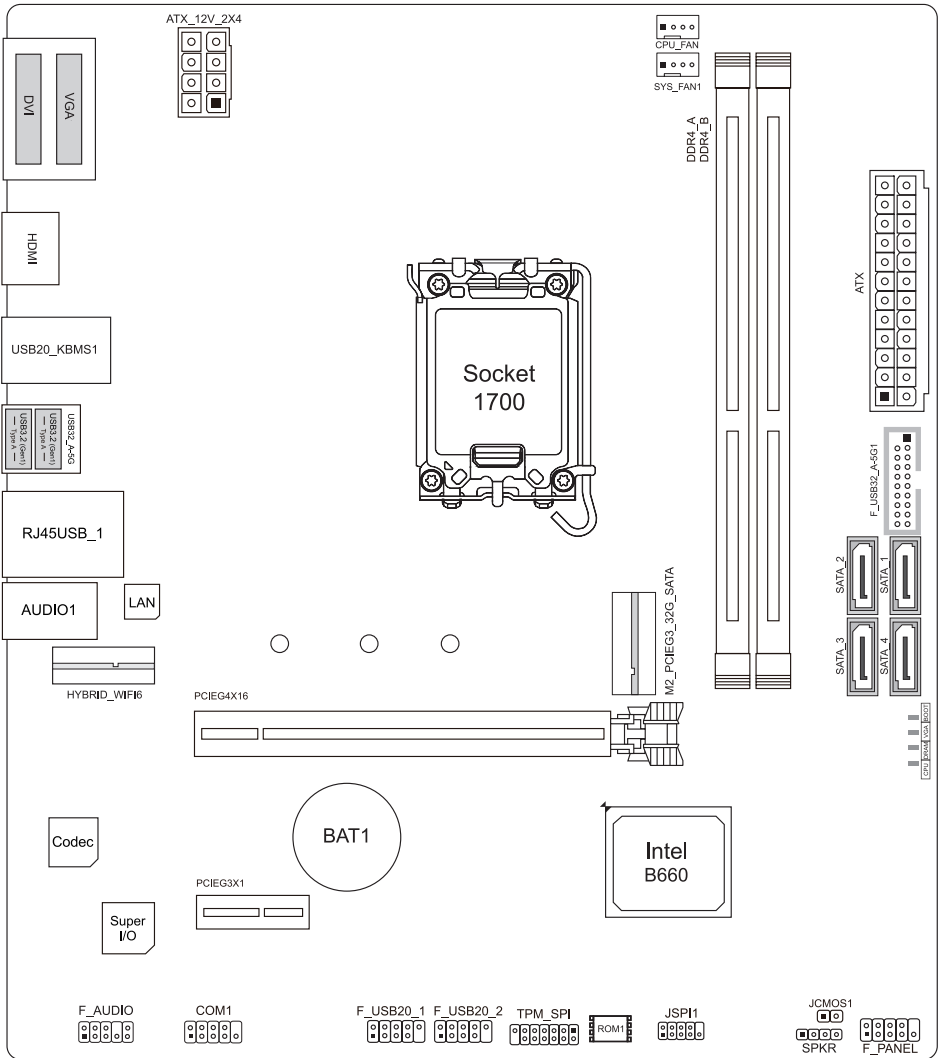 ATX_12V_2X4
CPU_FAN
SYS_FAN1
DVI
VGA
DDR4_A
DDR4_B
HDMI
ATX
USB20_KBMS1
Socket
1700
USB3.2 (Gen1)
Type A
USB3.2 (Gen1)
Type A
USB32_A-5G
F_USB32_A-5G1
RJ45USB_1
SATA_2
SATA_1
AUDIO1
LAN
M2_PCIEG3_32G_SATA
SATA_3
SATA_4
HYBRID_WIFI6
PCIEG4X16
BOOT
VGA
DRAM
CPU
Codec
BAT1
Intel
B660
PCIEG3X1
Super
I/O
F_AUDIO
COM1
F_USB20_1
F_USB20_2
TPM_SPI
ROM1
JSPI1
JCMOS1
SPKR
F_PANEL